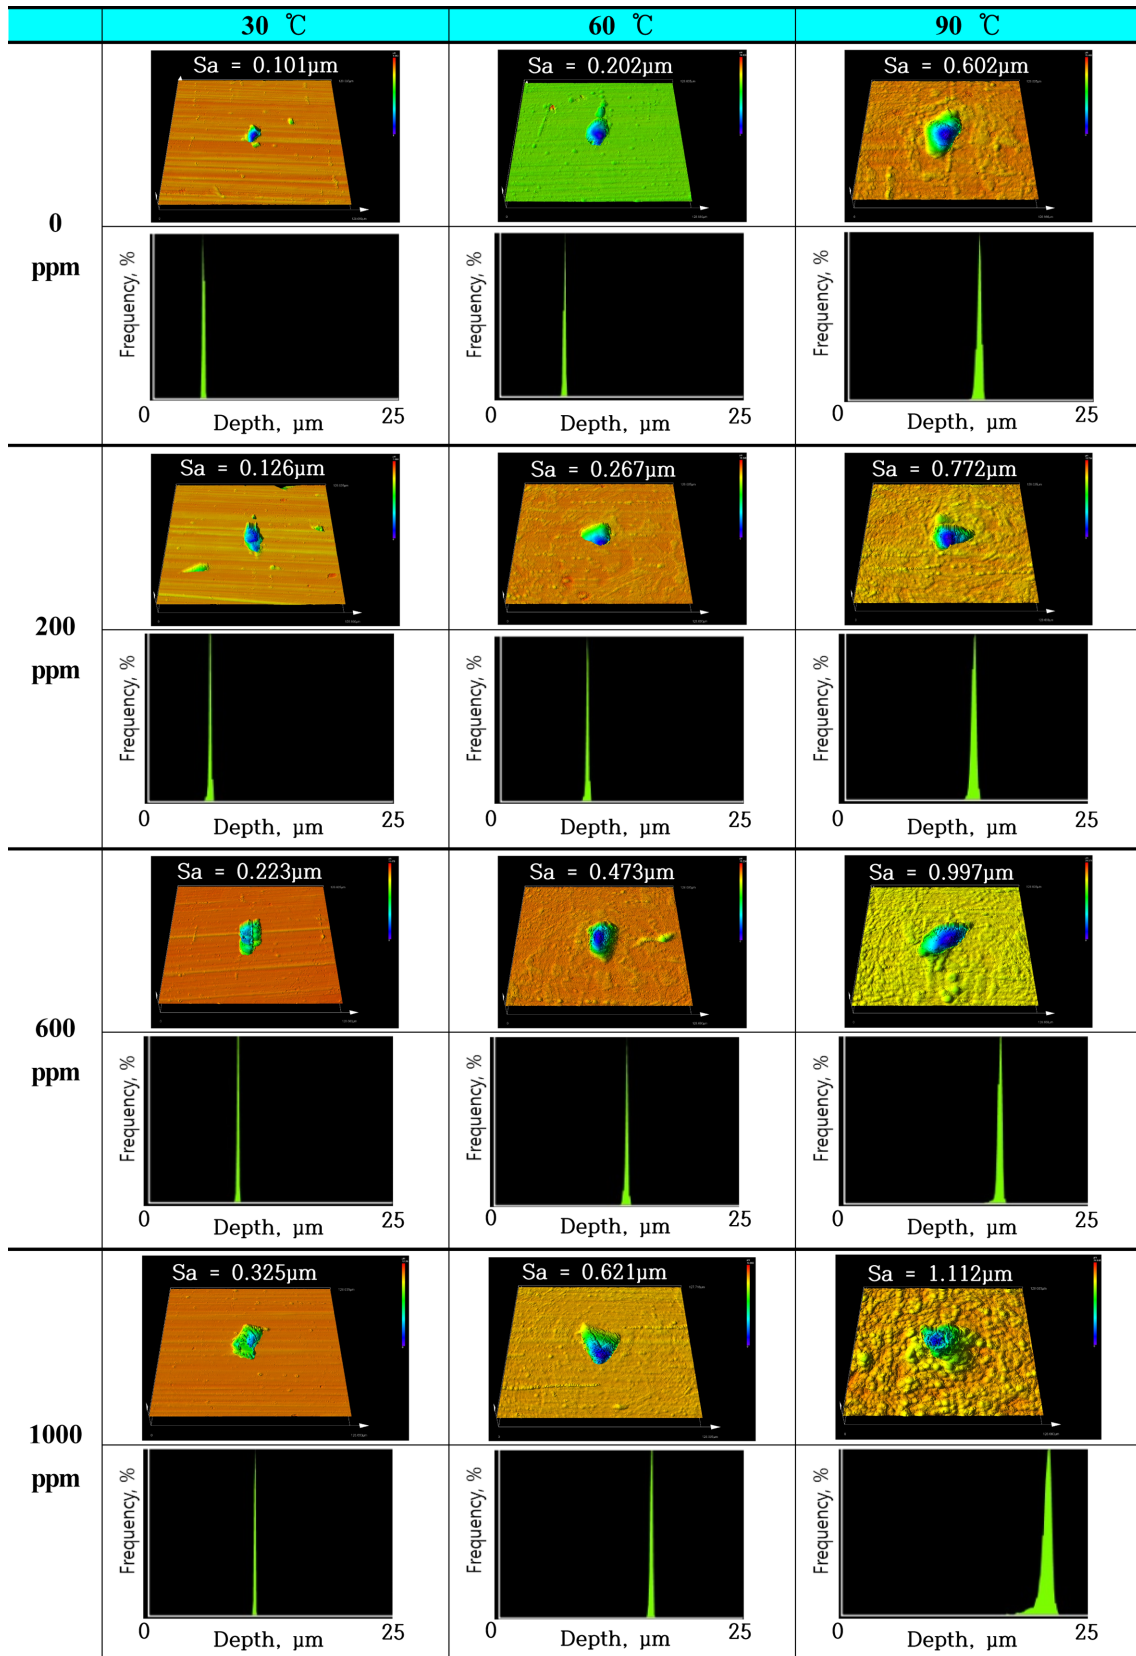 30 ℃ 60 ℃ 90 ℃
Sa = 0.101µm Sa = 0.202µm Sa = 0.602µm
0
ppm
Frequency, % Frequency, % Frequency, %
0 25 0 25 0 25
Depth, µm Depth, µm Depth, µm
Sa = 0.126µm Sa = 0.267µm Sa = 0.772µm
200
ppm
Frequency, % Frequency, % Frequency, %
0 25 0 25 0 25
Depth, µm Depth, µm Depth, µm
Sa = 0.223µm Sa = 0.473µm Sa = 0.997µm
600
ppm
Frequency, % Frequency, % Frequency, %
0 25 0 25 0 25
Depth, µm Depth, µm Depth, µm
Sa = 0.325µm Sa = 0.621µm Sa = 1.112µm
1000
ppm
Frequency, % Frequency, % Frequency, %
0 25 0 25 0 25
Depth, µm Depth, µm Depth, µm